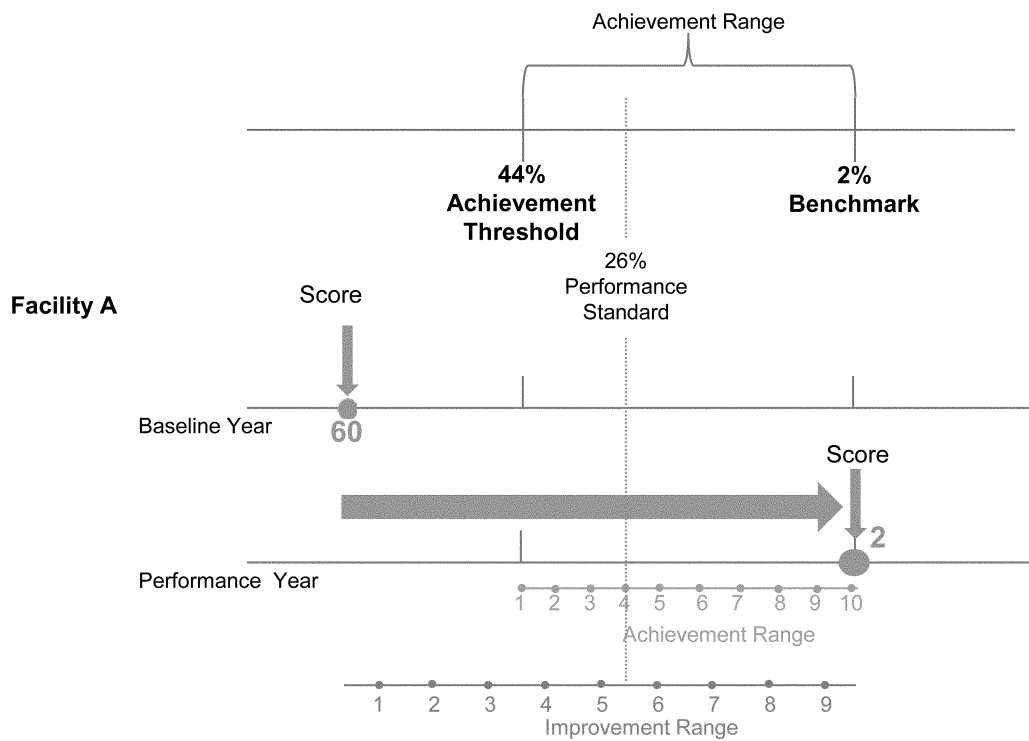 Achievement Range
44%
Achievement
Threshold
2%
Benchmark
26%
Performance
Standard
Facility A
Score
Baseline Year
60
Score
2
Performance Year
1 2 3 4 5 6 7 8 9 10
Achievement Range
1 2 3 4 5 6 7 8 9
Improvement Range